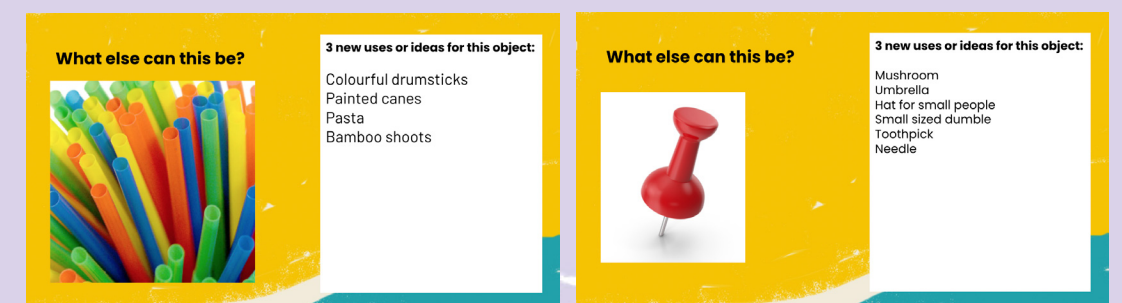 What else can this be?
3 new uses or ideas for this object:
Colourful drumsticks
Painted canes
Pasta
Bamboo shoots
What else can this be?
3 new uses or ideas for this object:
Mushroom
Umbrella
Hat for small people
Small sized dumble
Toothpick
Needle